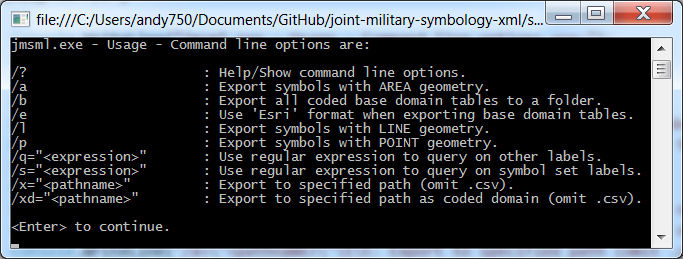 file:///C:/Users/andy750/Documents/GitHub/joint-military-symbology-xml/s...
jmsml.exe - Usage - Command line options are:
/? : Help/Show command line options.
/a : Export symbols with AREA geometry.
/b : Export all coded base domain tables to a folder.
/e : Use 'Esri' format when exporting base domain tables.
/l : Export symbols with LINE geometry.
/p : Export symbols with POINT geometry.
/q="<expression>" : Use regular expression to query on other labels.
/s="<expression>" : Use regular expression to query on symbol set labels.
/x="<pathname>" : Export to specified path (omit .csv).
/xd="<pathname>" : Export to specified path as coded domain (omit .csv).
<Enter> to continue.